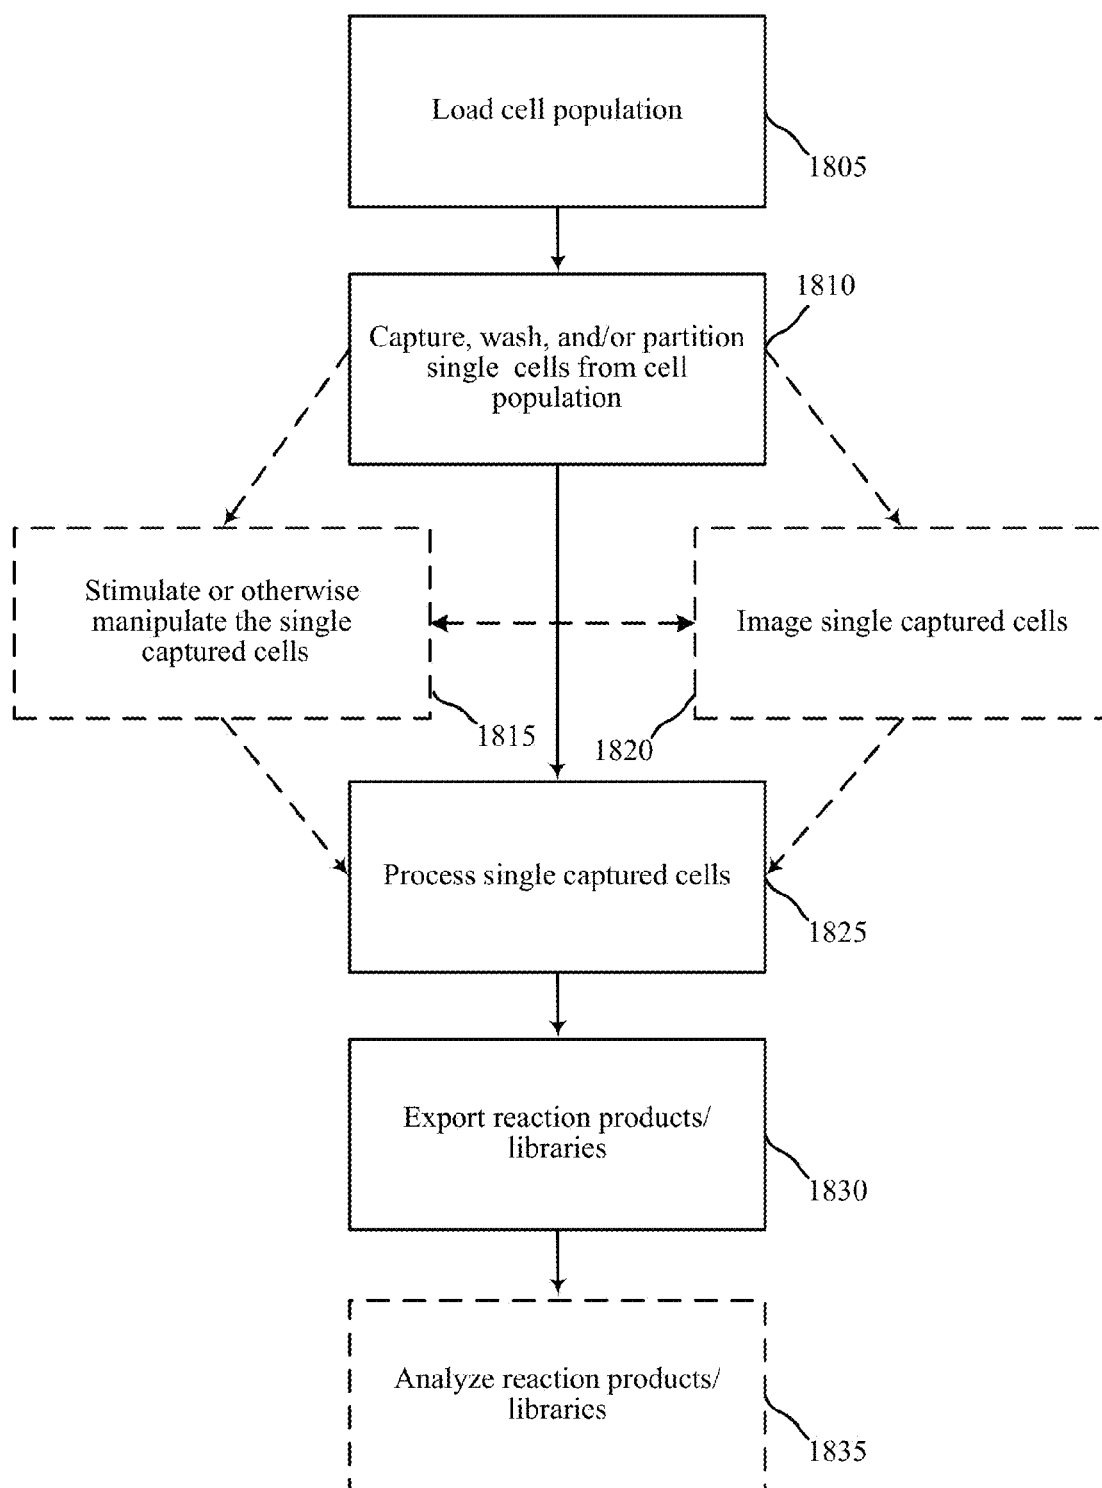 Load cell population
1805
1810
Capture, wash, and/or partition
single cells from cell
population
Stimulate or otherwise
manipulate the single
captured cells
Image single captured cells
1815
1820
Process single captured cells
1825
Export reaction products/
libraries
1830
Analyze reaction products/
libraries
1835